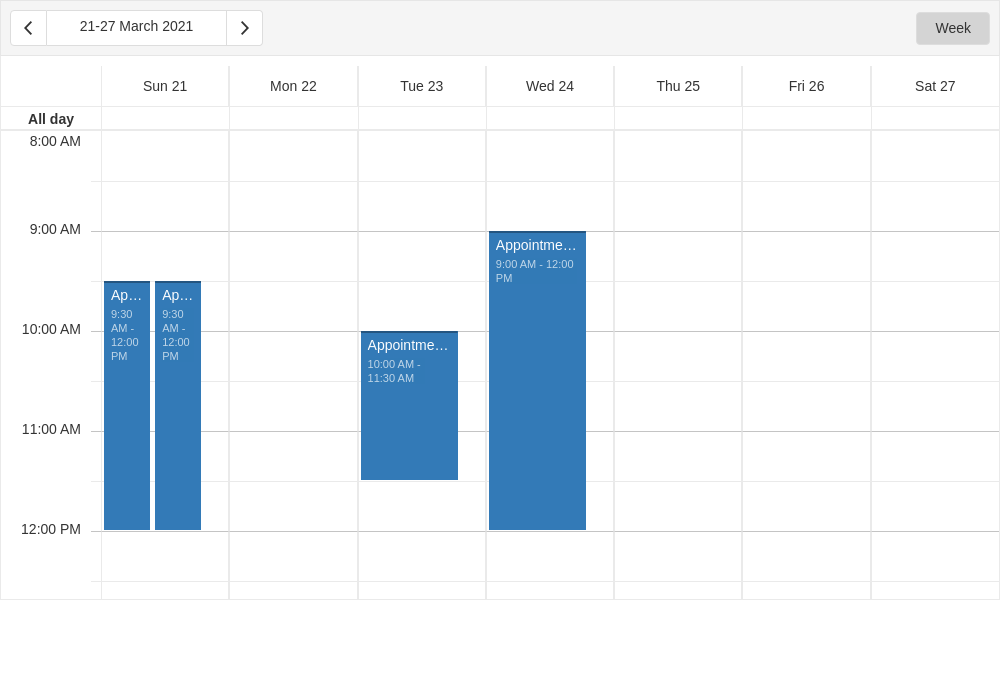 21-27 March 2021
Week
Sun 21
Mon 22
Tue 23
Wed 24
Thu 25
Fri 26
Sat 27
All day
8:00 AM
9:00 AM
10:00 AM
11:00 AM
12:00 PM
Ap…
9:30
AM -
12:00
PM
Ap…
9:30
AM -
12:00
PM
Appointme…
10:00 AM -
11:30 AM
Appointme…
9:00 AM - 12:00
PM